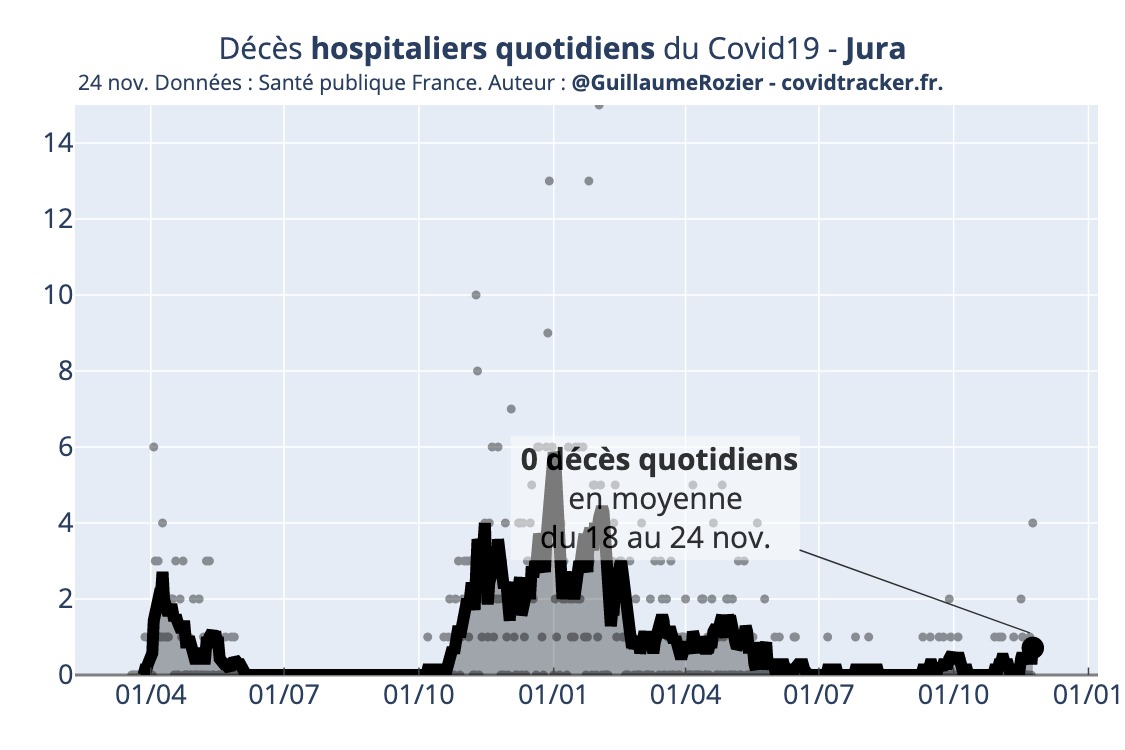 Décès hospitaliers quotidiens du Covid19 - Jura
24 nov. Données : Santé publique France. Auteur : @GuillaumeRozier - covidtracker.fr.
14
12
10
8
6
4
2
0
0 décès quotidiens
en moyenne
du 18 au 24 nov.
01/04 01/07 01/10 01/01 01/04 01/07 01/10 01/01